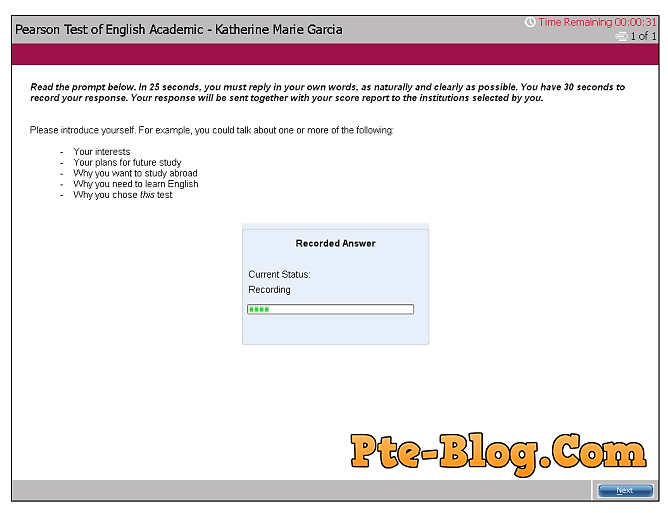 Pearson Test of English Academic - Katherine Marie Garcia
Time Remaining 00:00:31
1 of 1
Read the prompt below. In 25 seconds, you must reply in your own words, as naturally and clearly as possible. You have 30 seconds to
record your response. Your response will be sent together with your score report to the institutions selected by you.
Please introduce yourself. For example, you could talk about one or more of the following:
- Your interests
- Your plans for future study
- Why you want to study abroad
- Why you need to learn English
- Why you chose this test
Recorded Answer
Current Status:
Recording
Pte-Blog.Com
Next